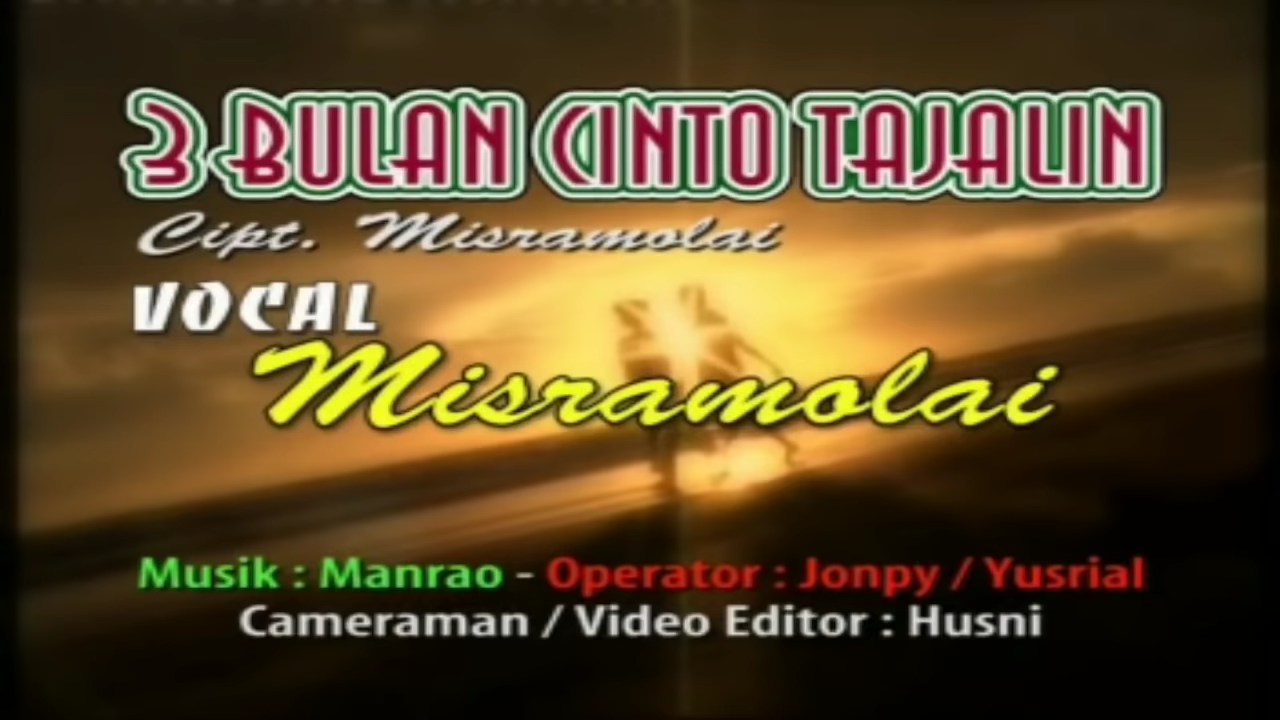 3 BULAN CINTO TAJALIN
Cipt. Misramolai
VOCAL
Misramolai
Musik : Manrao - Operator : Jonpy / Yusrial
Cameraman / Video Editor : Husni